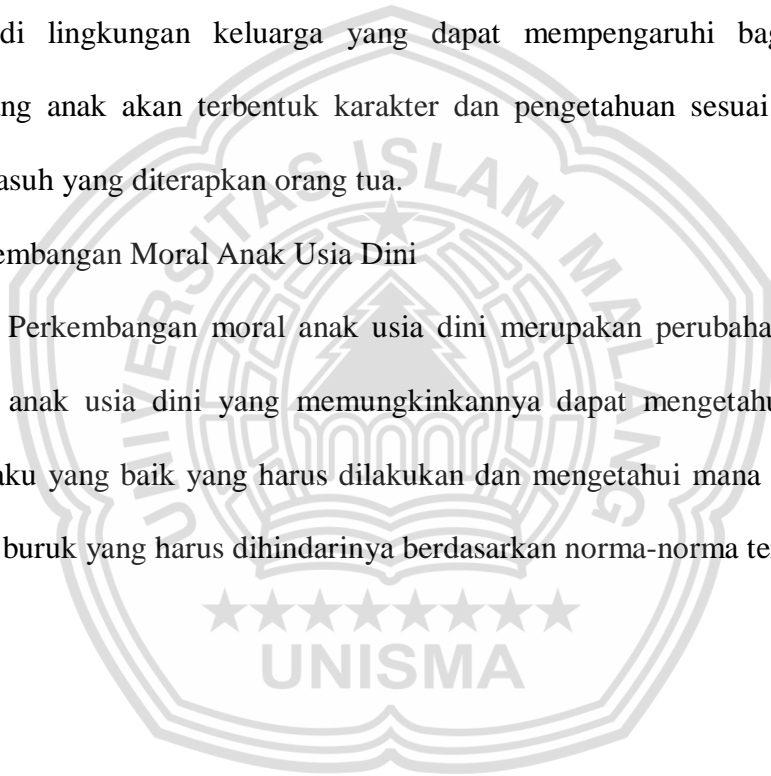 di lingkungan keluarga yang dapat mempengaruhi bag
ng anak akan terbentuk karakter dan pengetahuan sesuai
asuh yang diterapkan orang tua.
embangan Moral Anak Usia Dini
Perkembangan moral anak usia dini merupakan perubaha
anak usia dini yang memungkinkannya dapat mengetahu
aku yang baik yang harus dilakukan dan mengetahui mana
buruk yang harus dihindarinya berdasarkan norma-norma te
UNIVERSITAS ISLAM MALANG
UNISMA